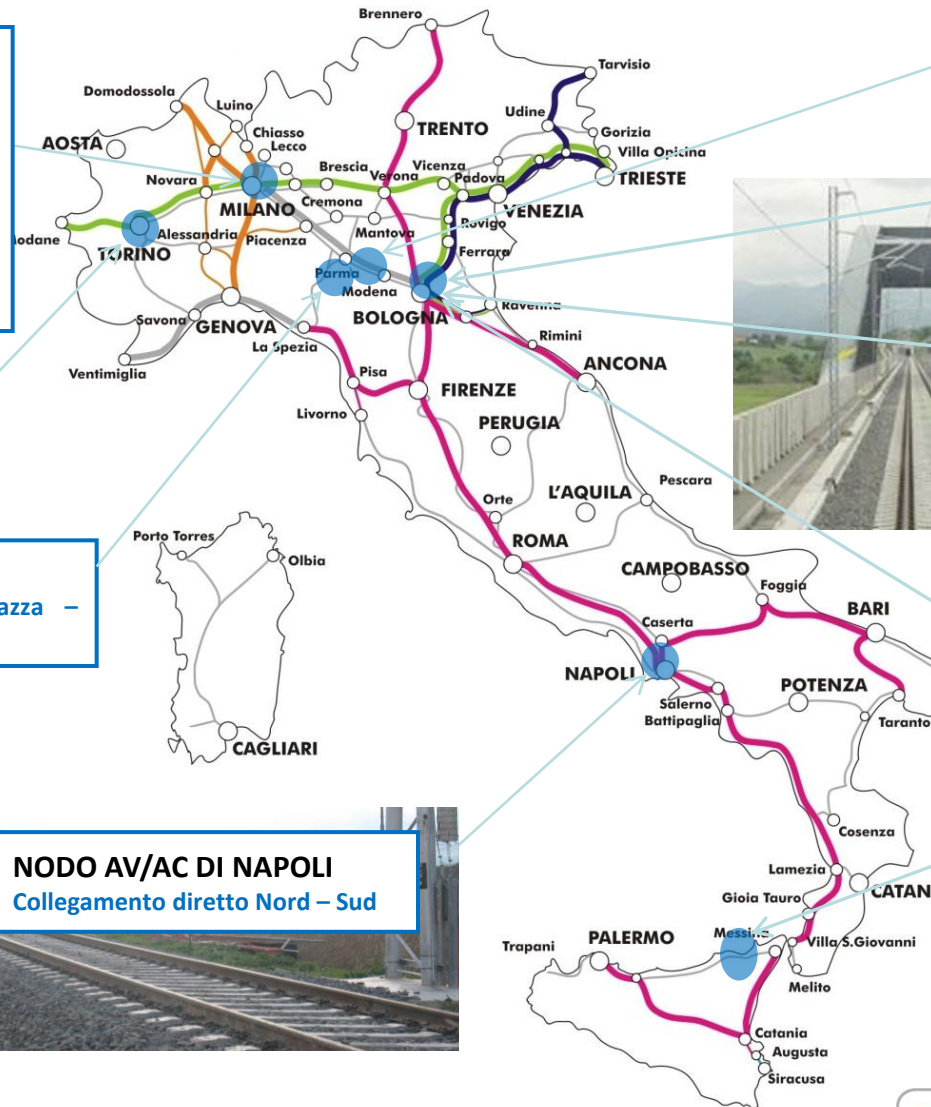 Brennero
Tarvisio
Domodossola
Luino
Udine
Chiasso
TRENTO
Gorizia
AOSTA
Lecco
Villa Opicina
Brescia
Vicenza
Novara
Verona
Padova
TRIESTE
MILANO
Cremona
VENEZIA
Mantova
Rovigo
Modane
Alessandria
Piacenza
TORINO
Ferrara
Parma
Modena
Savona
GENOVA
BOLOGNA
Ravenna
La Spezia
Rimini
Ventimiglia
Pisa
ANCONA
FIRENZE
Livorno
PERUGIA
L'AQUILA
Pescara
Orte
Porto Torres
ROMA
Olbia
CAMPOBASSO
Foggia
azza –
Caserta
BARI
NAPOLI
POTENZA
Salerno
Battipaglia
Taranto
CAGLIARI
Cosenza
NODO AV/AC DI NAPOLI
Collegamento diretto Nord – Sud
Lamezia
CATAN
Gioia Tauro
Messina
PALERMO
Villa S.Giovanni
Trapani
Melito
Catania
Augusta
Siracusa